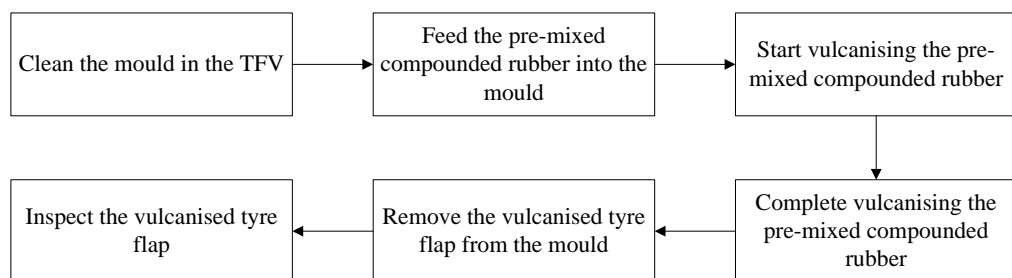 Clean the mould in the TFV
Feed the pre-mixed
compounded rubber into the
mould
Start vulcanising the pre-
mixed compounded rubber
Complete vulcanising the
pre-mixed compounded
rubber
Remove the vulcanised tyre
flap from the mould
Inspect the vulcanised tyre
flap